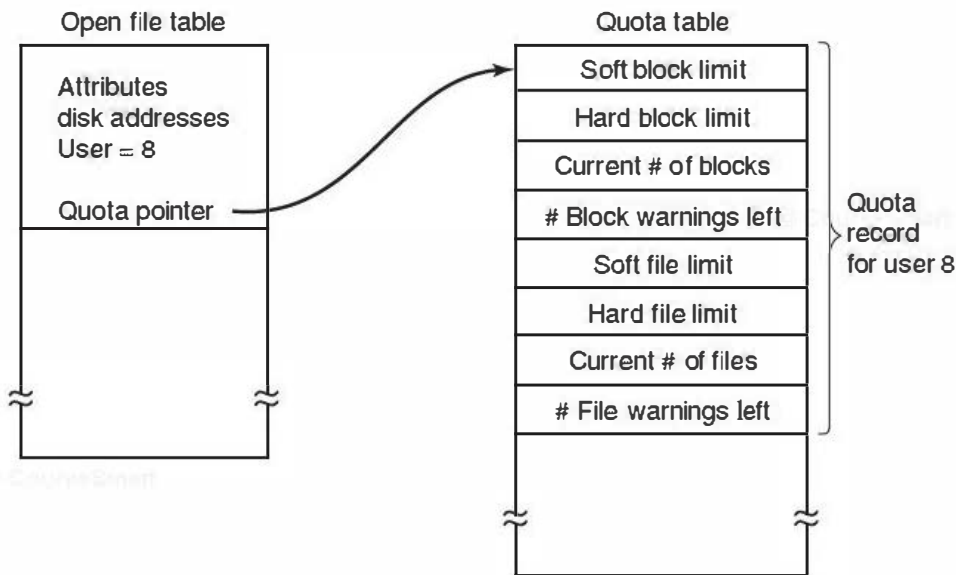 Open file table
Attributes
disk addresses
User = 8
Quota pointer
Quota table
Soft block limit
Hard block limit
Current # of blocks
# Block warnings left
Soft file limit
Hard file limit
Current # of files
# File warnings left
Quota
record
for user 8
CourseSmart